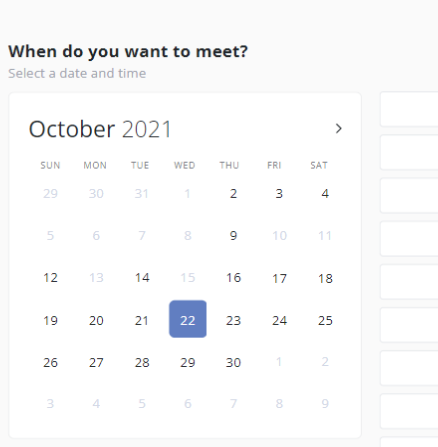 When do you want to meet?
Select a date and time
October 2021
SUN MON TUE WED THU FRI SAT
29 30 31 1 2 3 4
5 6 7 8 9 10 11
12 13 14 15 16 17 18
19 20 21 22 23 24 25
26 27 28 29 30 1 2
3 4 5 6 7 8 9